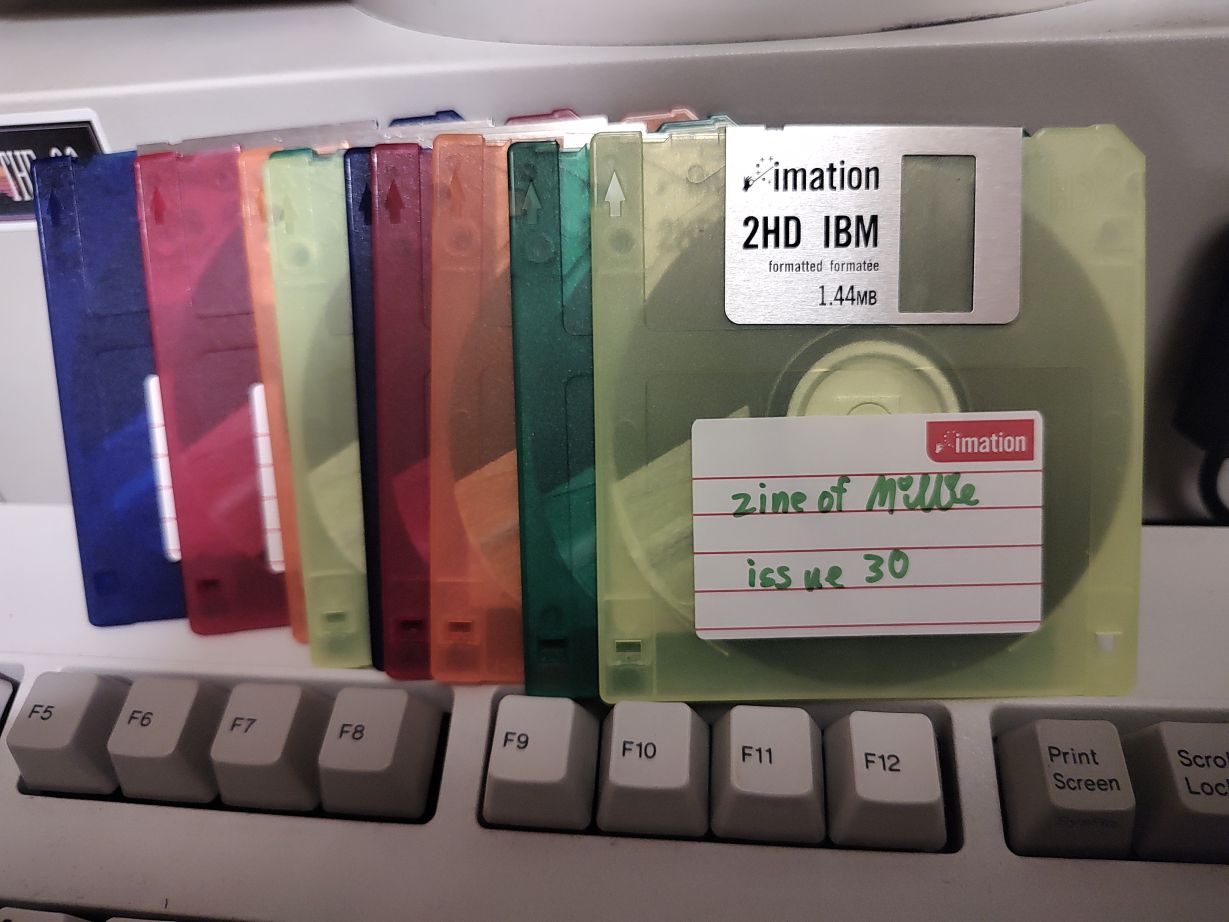 imation
2HD IBM
formatted formatée
1.44MB
imation
zine of Millie
issue 30
F5
F6
F7
F8
F9
F10
F11
F12
Print
Screen